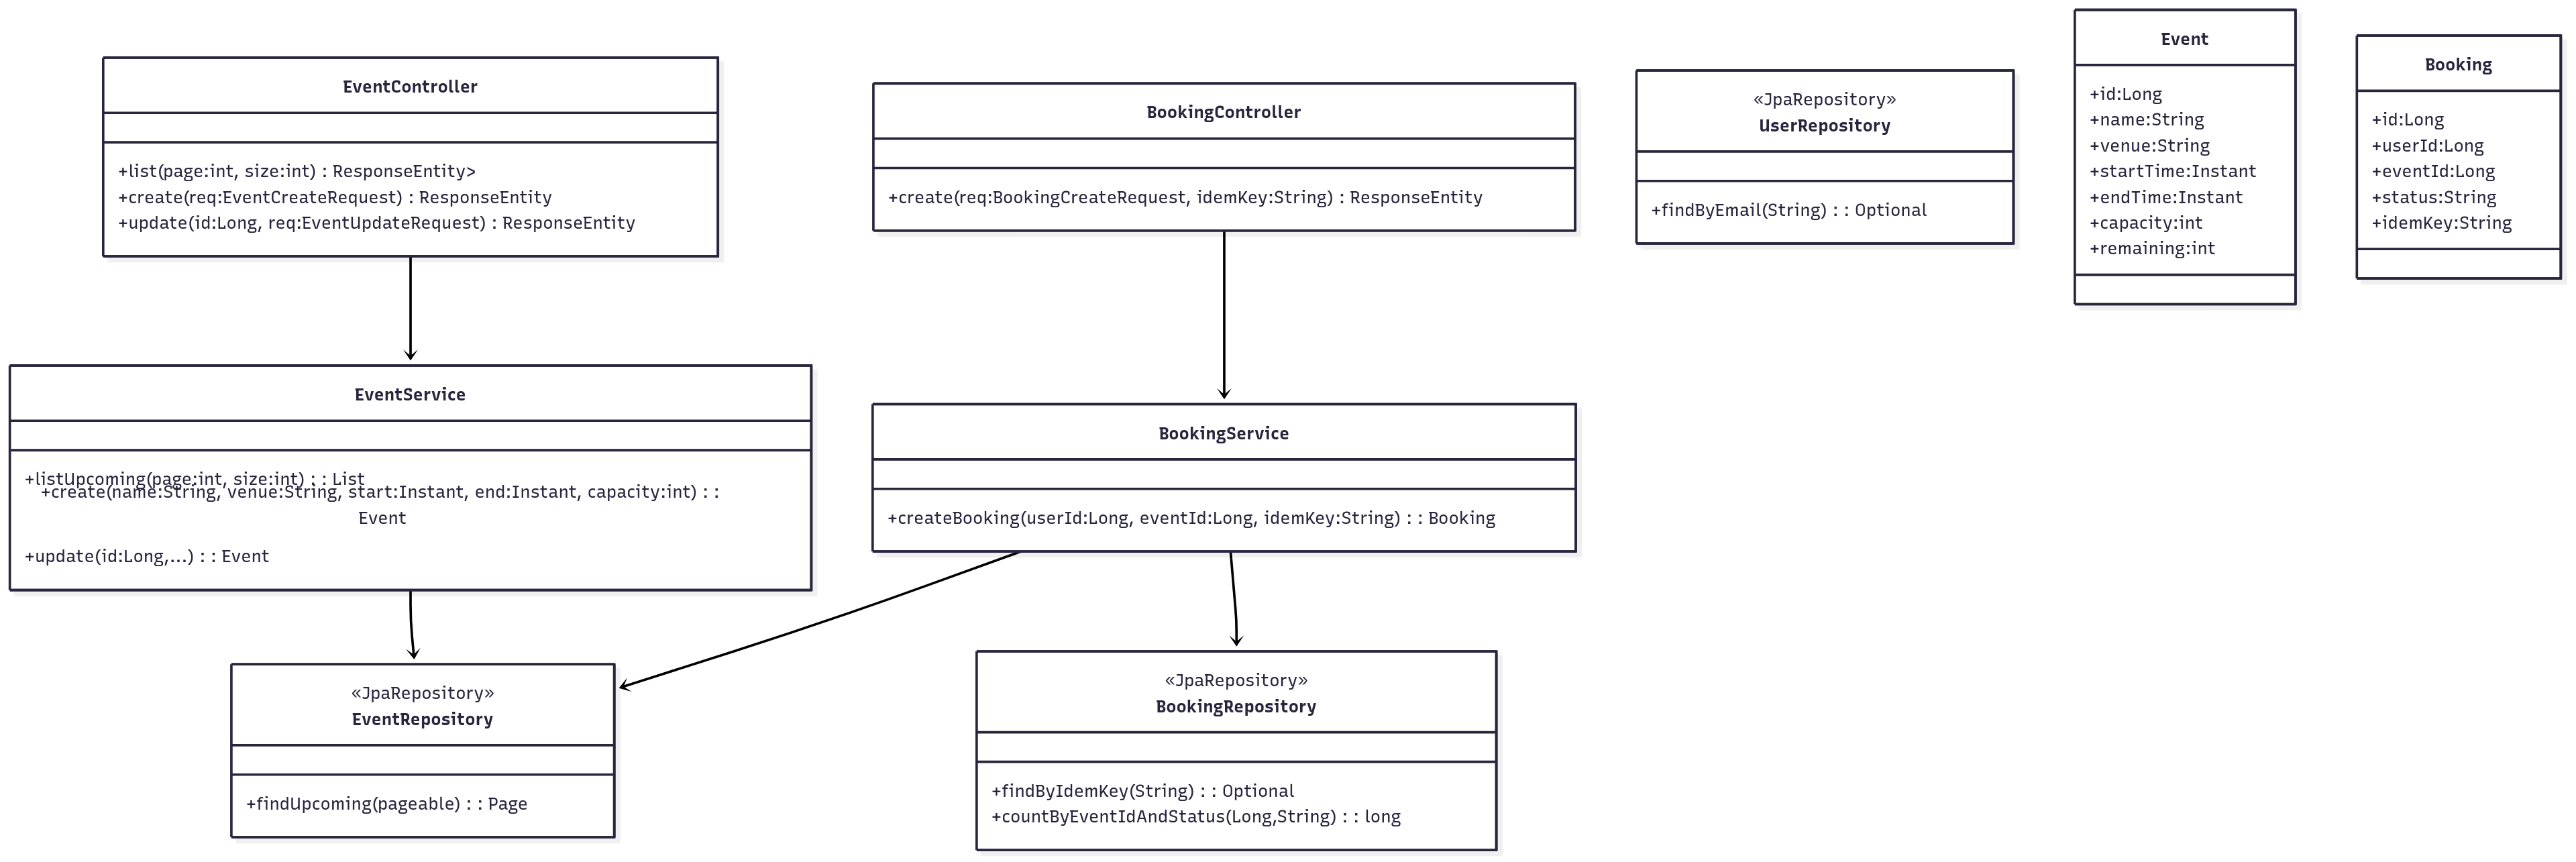 EventController
+list(page:int, size:int) : ResponseEntity>
+create(req:EventCreateRequest) : ResponseEntity
+update(id:Long, req:EventUpdateRequest) : ResponseEntity
BookingController
+create(req:BookingCreateRequest, idemKey:String) : ResponseEntity
«JpaRepository»
UserRepository
+findByEmail(String) : : Optional
Event
+id:Long
+name:String
+venue:String
+startTime:Instant
+endTime:Instant
+capacity:int
+remaining:int
Booking
+id:Long
+userId:Long
+eventId:Long
+status:String
+idemKey:String
EventService
+listUpcoming(page:int, size:int) : : List
+create(name:String, venue:String, start:Instant, end:Instant, capacity:int) : :
Event
+update(id:Long,...) : : Event
BookingService
+createBooking(userId:Long, eventId:Long, idemKey:String) : : Booking
«JpaRepository»
EventRepository
+findUpcoming(pageable) : : Page
«JpaRepository»
BookingRepository
+findByIdemKey(String) : : Optional
+countByEventIdAndStatus(Long,String) : : long